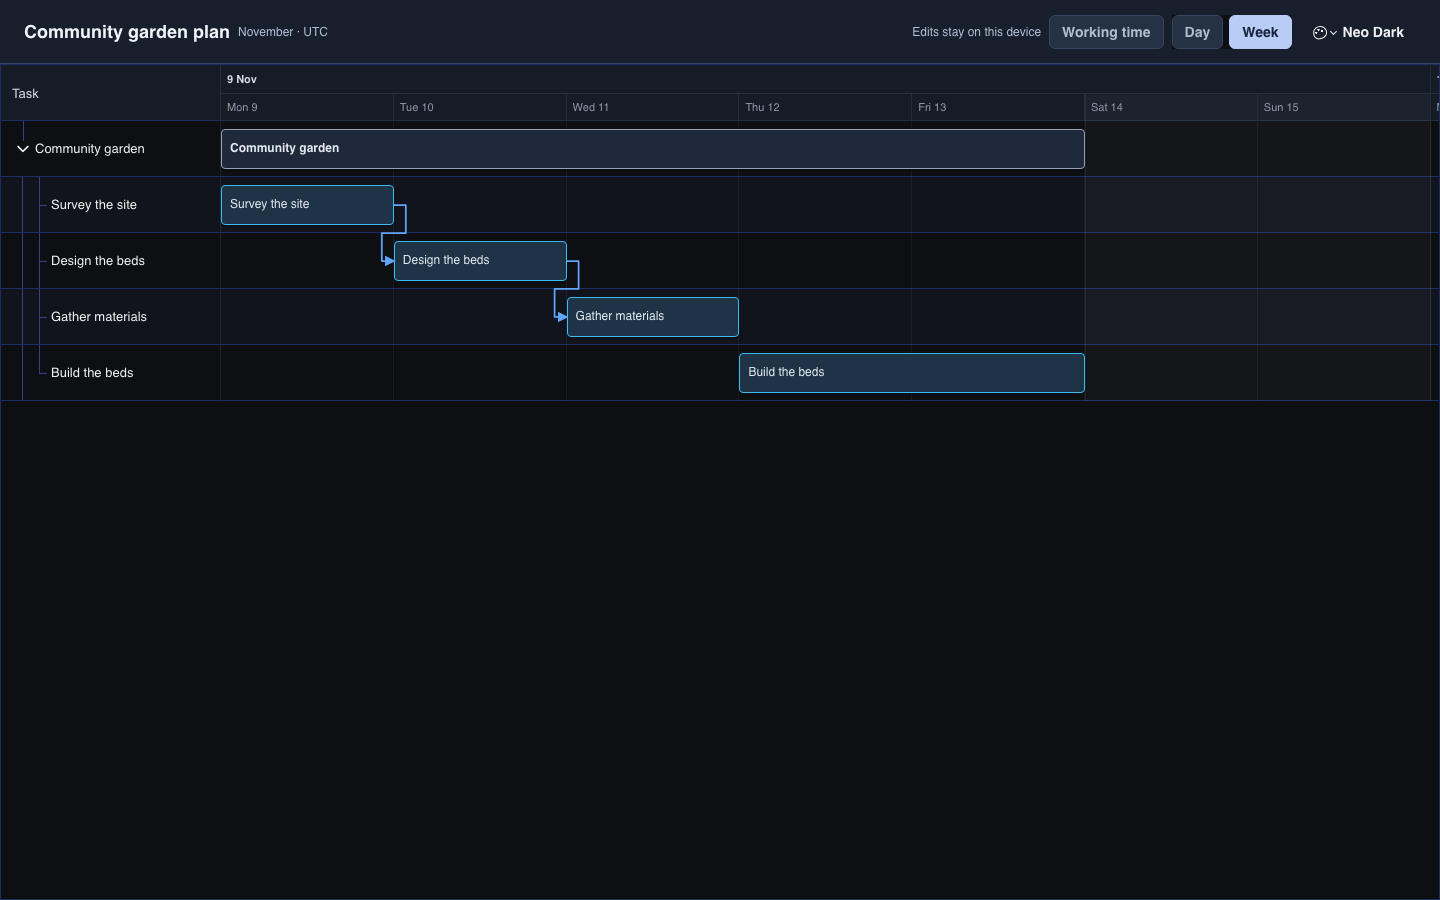 Community garden plan
November · UTC
Edits stay on this device
Working time
Day
Week
Neo Dark
Task
9 Nov
Mon 9
Tue 10
Wed 11
Thu 12
Fri 13
Sat 14
Sun 15
Community garden
Community garden
Survey the site
Survey the site
Design the beds
Design the beds
Gather materials
Gather materials
Build the beds
Build the beds